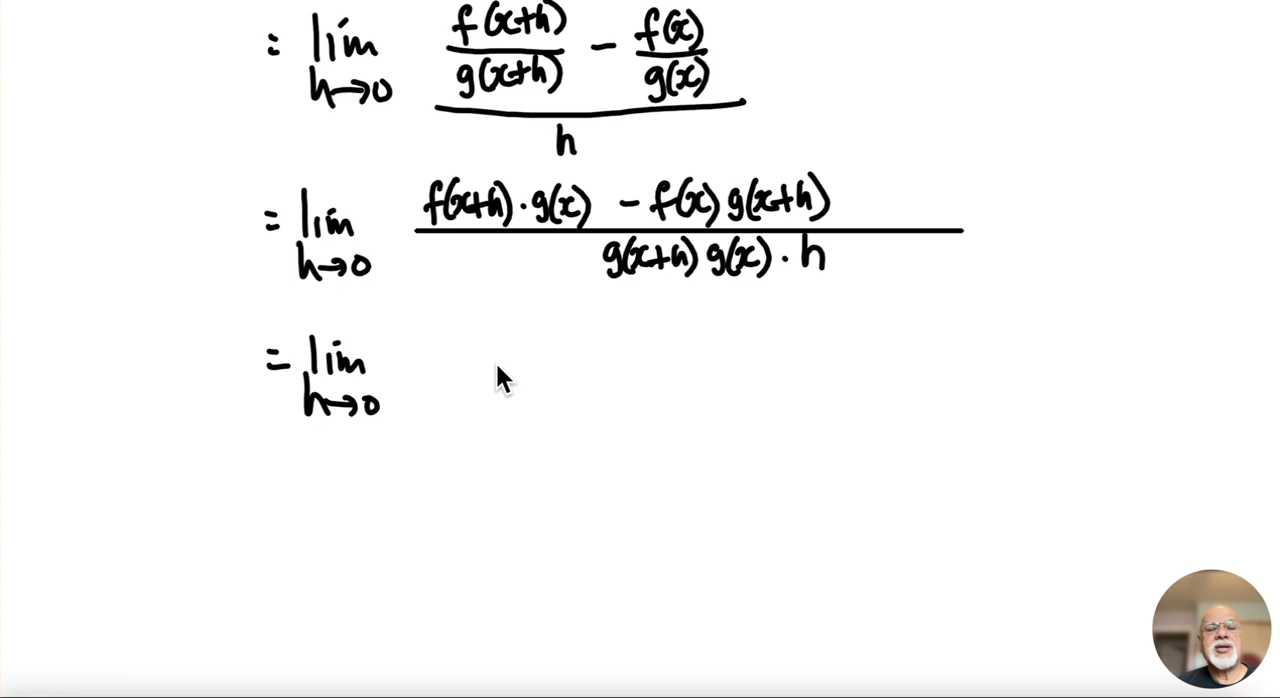 = lim f(x+h)/g(x+h) − f(x)/g(x)
h→0 h
= lim f(x+h)·g(x) − f(x) g(x+h)
h→0 g(x+h) g(x) · h
= lim
h→0